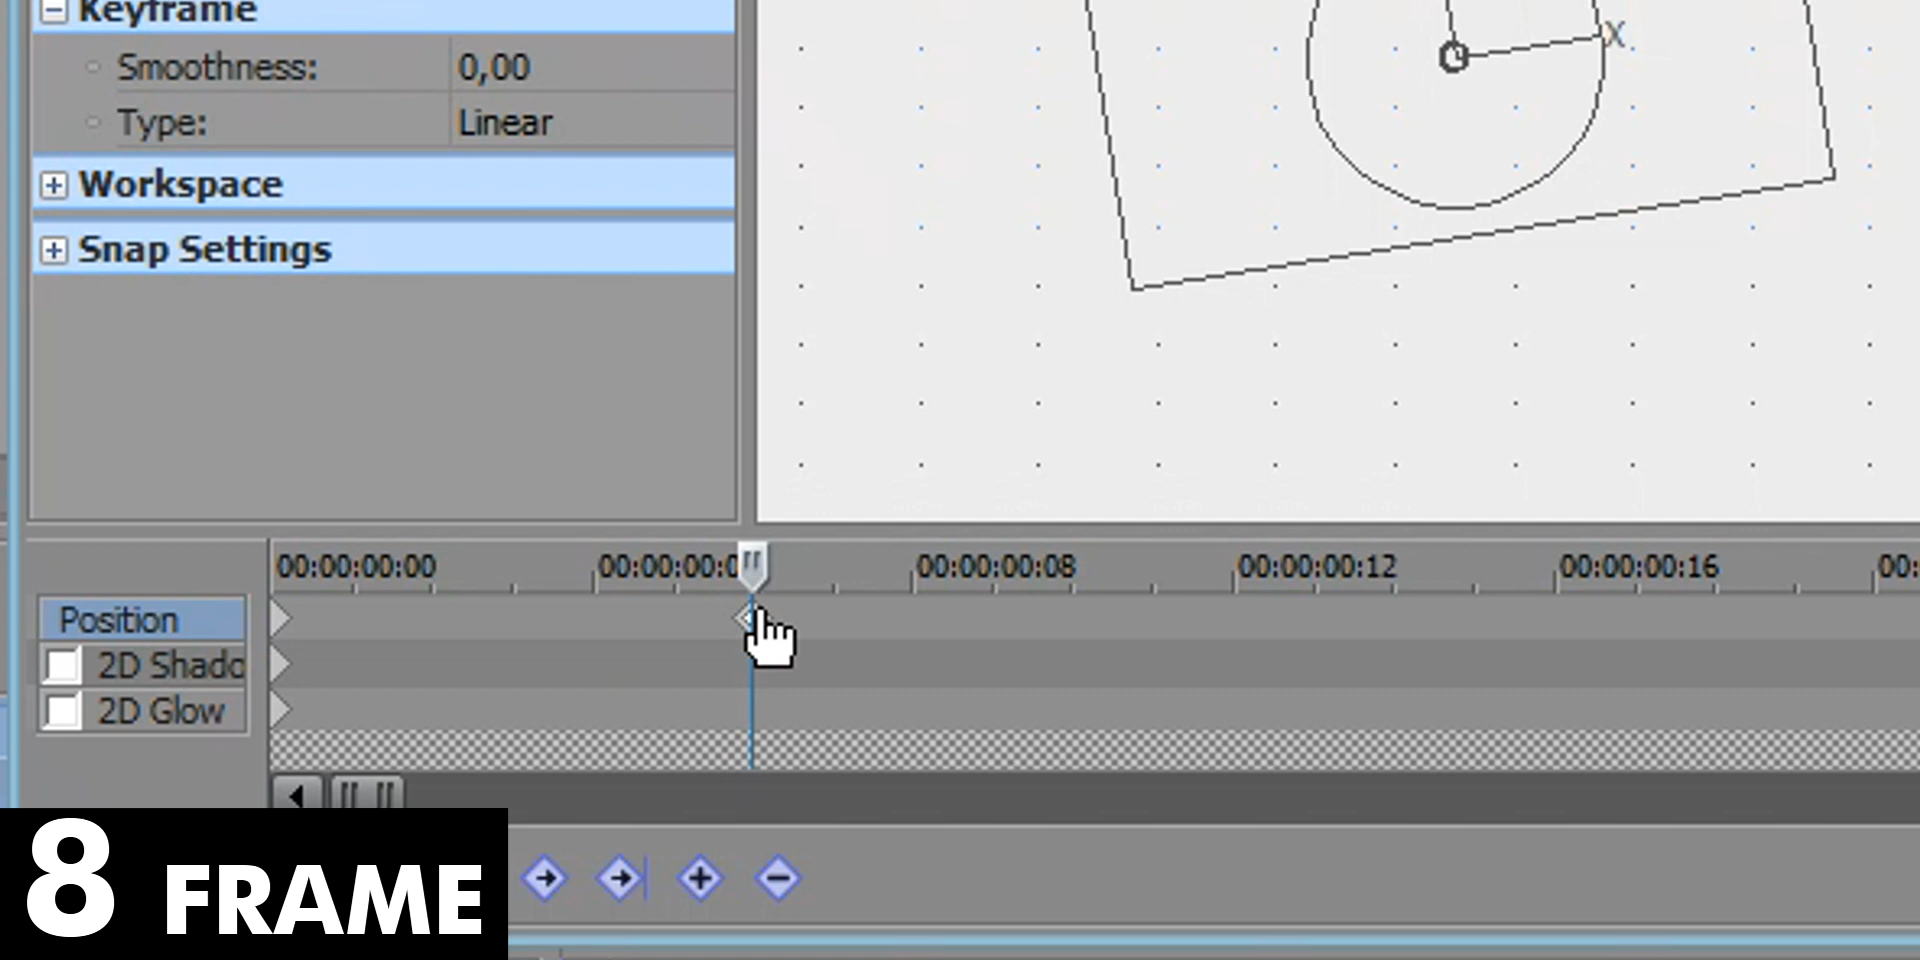 Keyframe
Smoothness: 0,00
Type: Linear
Workspace
Snap Settings
X
00:00:00:00 00:00:00:0 00:00:00:08 00:00:00:12 00:00:00:16 00:
Position
2D Shado
2D Glow
8 FRAME